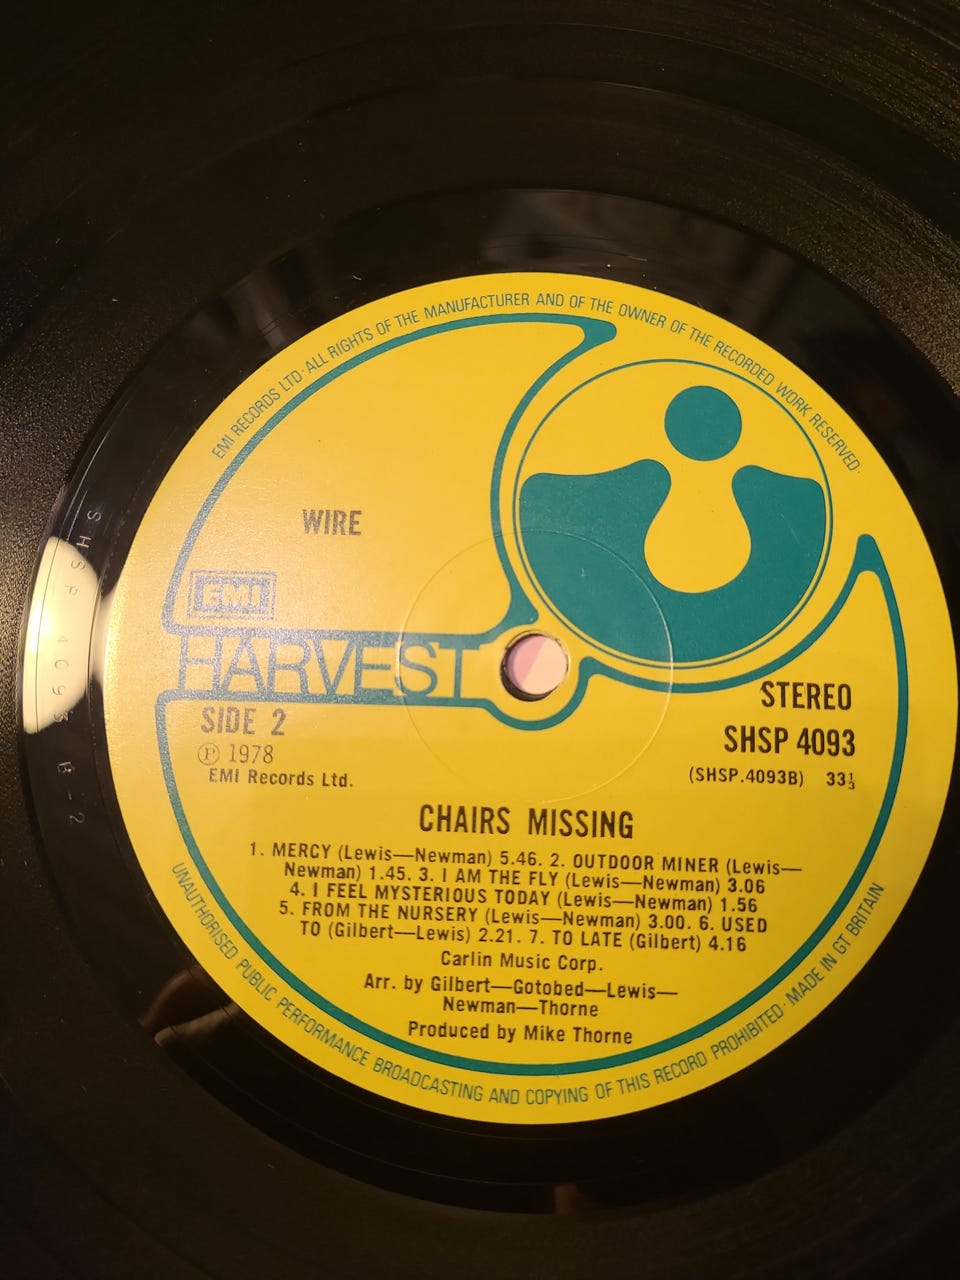 EMI RECORDS LTD · ALL RIGHTS OF THE MANUFACTURER AND OF THE OWNER OF THE RECORDED WORK RESERVED ·
WIRE
EMI
HARVEST
SIDE 2
Ⓟ 1978
EMI Records Ltd.
STEREO
SHSP 4093
(SHSP.4093B) 33⅓
CHAIRS MISSING
1. MERCY (Lewis—Newman) 5.46. 2. OUTDOOR MINER (Lewis—
Newman) 1.45. 3. I AM THE FLY (Lewis—Newman) 3.06
4. I FEEL MYSTERIOUS TODAY (Lewis—Newman) 1.56
5. FROM THE NURSERY (Lewis—Newman) 3.00. 6. USED
TO (Gilbert—Lewis) 2.21. 7. TO LATE (Gilbert) 4.16
Carlin Music Corp.
Arr. by Gilbert—Gotobed—Lewis—
Newman—Thorne
Produced by Mike Thorne
UNAUTHORISED PUBLIC PERFORMANCE BROADCASTING AND COPYING OF THIS RECORD PROHIBITED · MADE IN GT BRITAIN
SHSP 4093 B-2